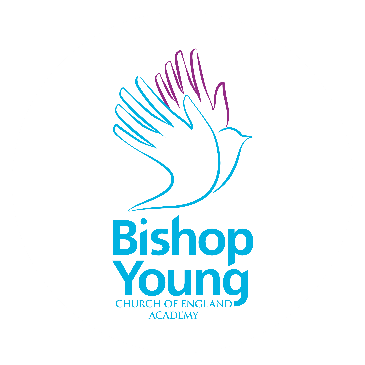 Bishop
Young
CHURCH OF ENGLAND
ACADEMY